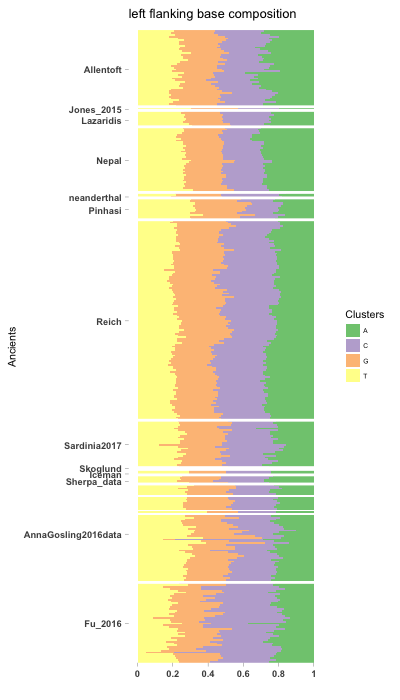 left flanking base composition
Allentoft
Jones_2015
Lazaridis
Nepal
neanderthal
Pinhasi
Reich
Sardinia2017
Skoglund
Iceman
Sherpa_data
AnnaGosling2016data
Fu_2016
Ancients
Clusters
A
C
G
T
0 0.2 0.4 0.6 0.8 1